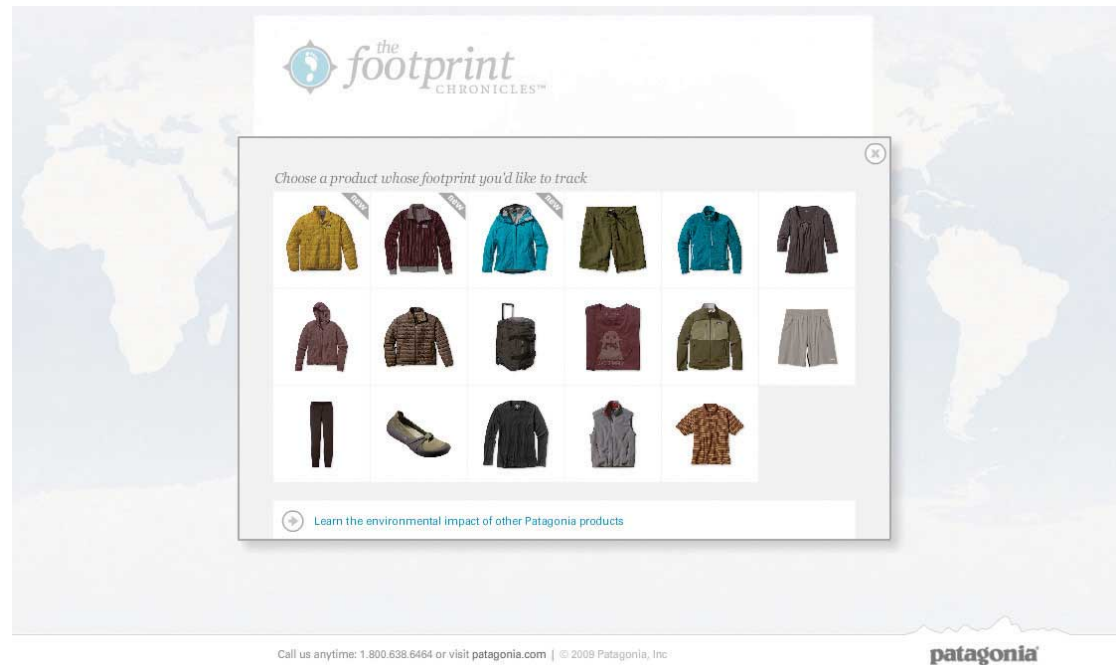 the
footprint
CHRONICLES™
Choose a product whose footprint you'd like to track
new
new
new
Learn the environmental impact of other Patagonia products
Call us anytime: 1.800.638.6464 or visit patagonia.com | © 2009 Patagonia, Inc
patagonia®